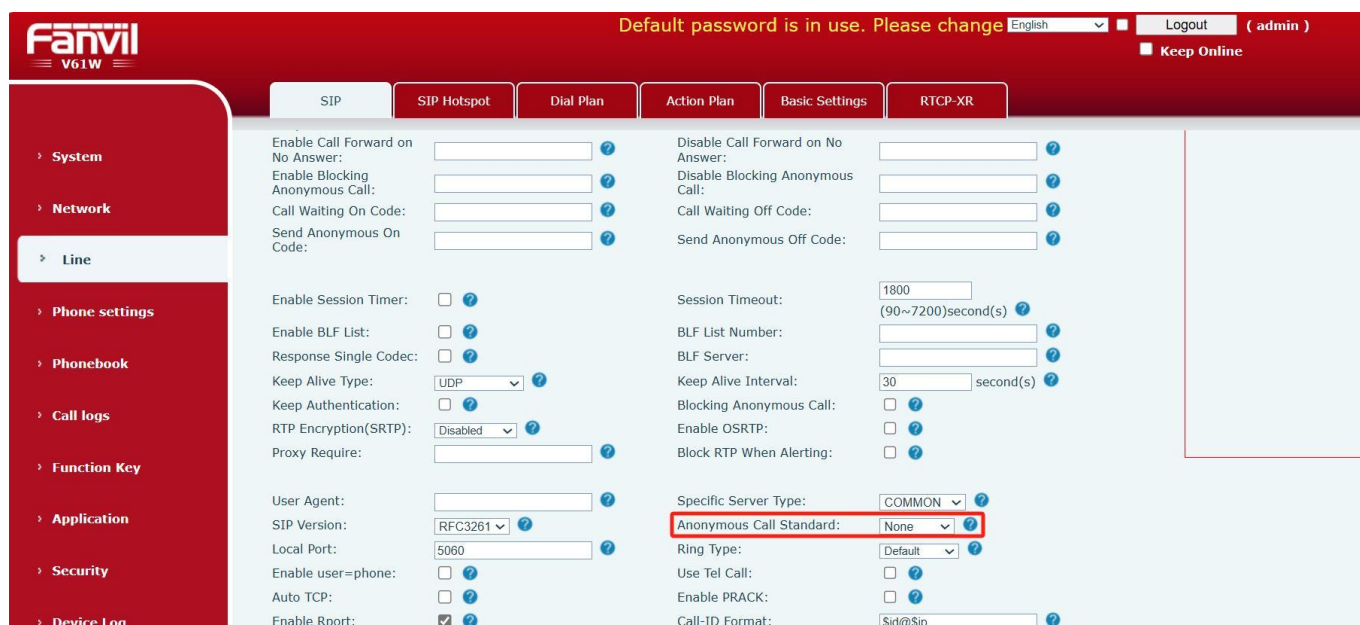 Fanvil
V61W
Default password is in use. Please change
English
Logout
( admin )
Keep Online
SIP
SIP Hotspot
Dial Plan
Action Plan
Basic Settings
RTCP-XR
› System
› Network
› Line
› Phone settings
› Phonebook
› Call logs
› Function Key
› Application
› Security
› Device Log
Enable Call Forward on
No Answer:
Disable Call Forward on No
Answer:
Enable Blocking
Anonymous Call:
Disable Blocking Anonymous
Call:
Call Waiting On Code:
Call Waiting Off Code:
Send Anonymous On
Code:
Send Anonymous Off Code:
Enable Session Timer:
Session Timeout:
1800
(90~7200)second(s)
Enable BLF List:
BLF List Number:
Response Single Codec:
BLF Server:
Keep Alive Type:
UDP
Keep Alive Interval:
30 second(s)
Keep Authentication:
Blocking Anonymous Call:
RTP Encryption(SRTP):
Disabled
Enable OSRTP:
Proxy Require:
Block RTP When Alerting:
User Agent:
Specific Server Type:
COMMON
SIP Version:
RFC3261
Anonymous Call Standard:
None
Local Port:
5060
Ring Type:
Default
Enable user=phone:
Use Tel Call:
Auto TCP:
Enable PRACK:
Enable Rport:
Call-ID Format:
$id@$ip